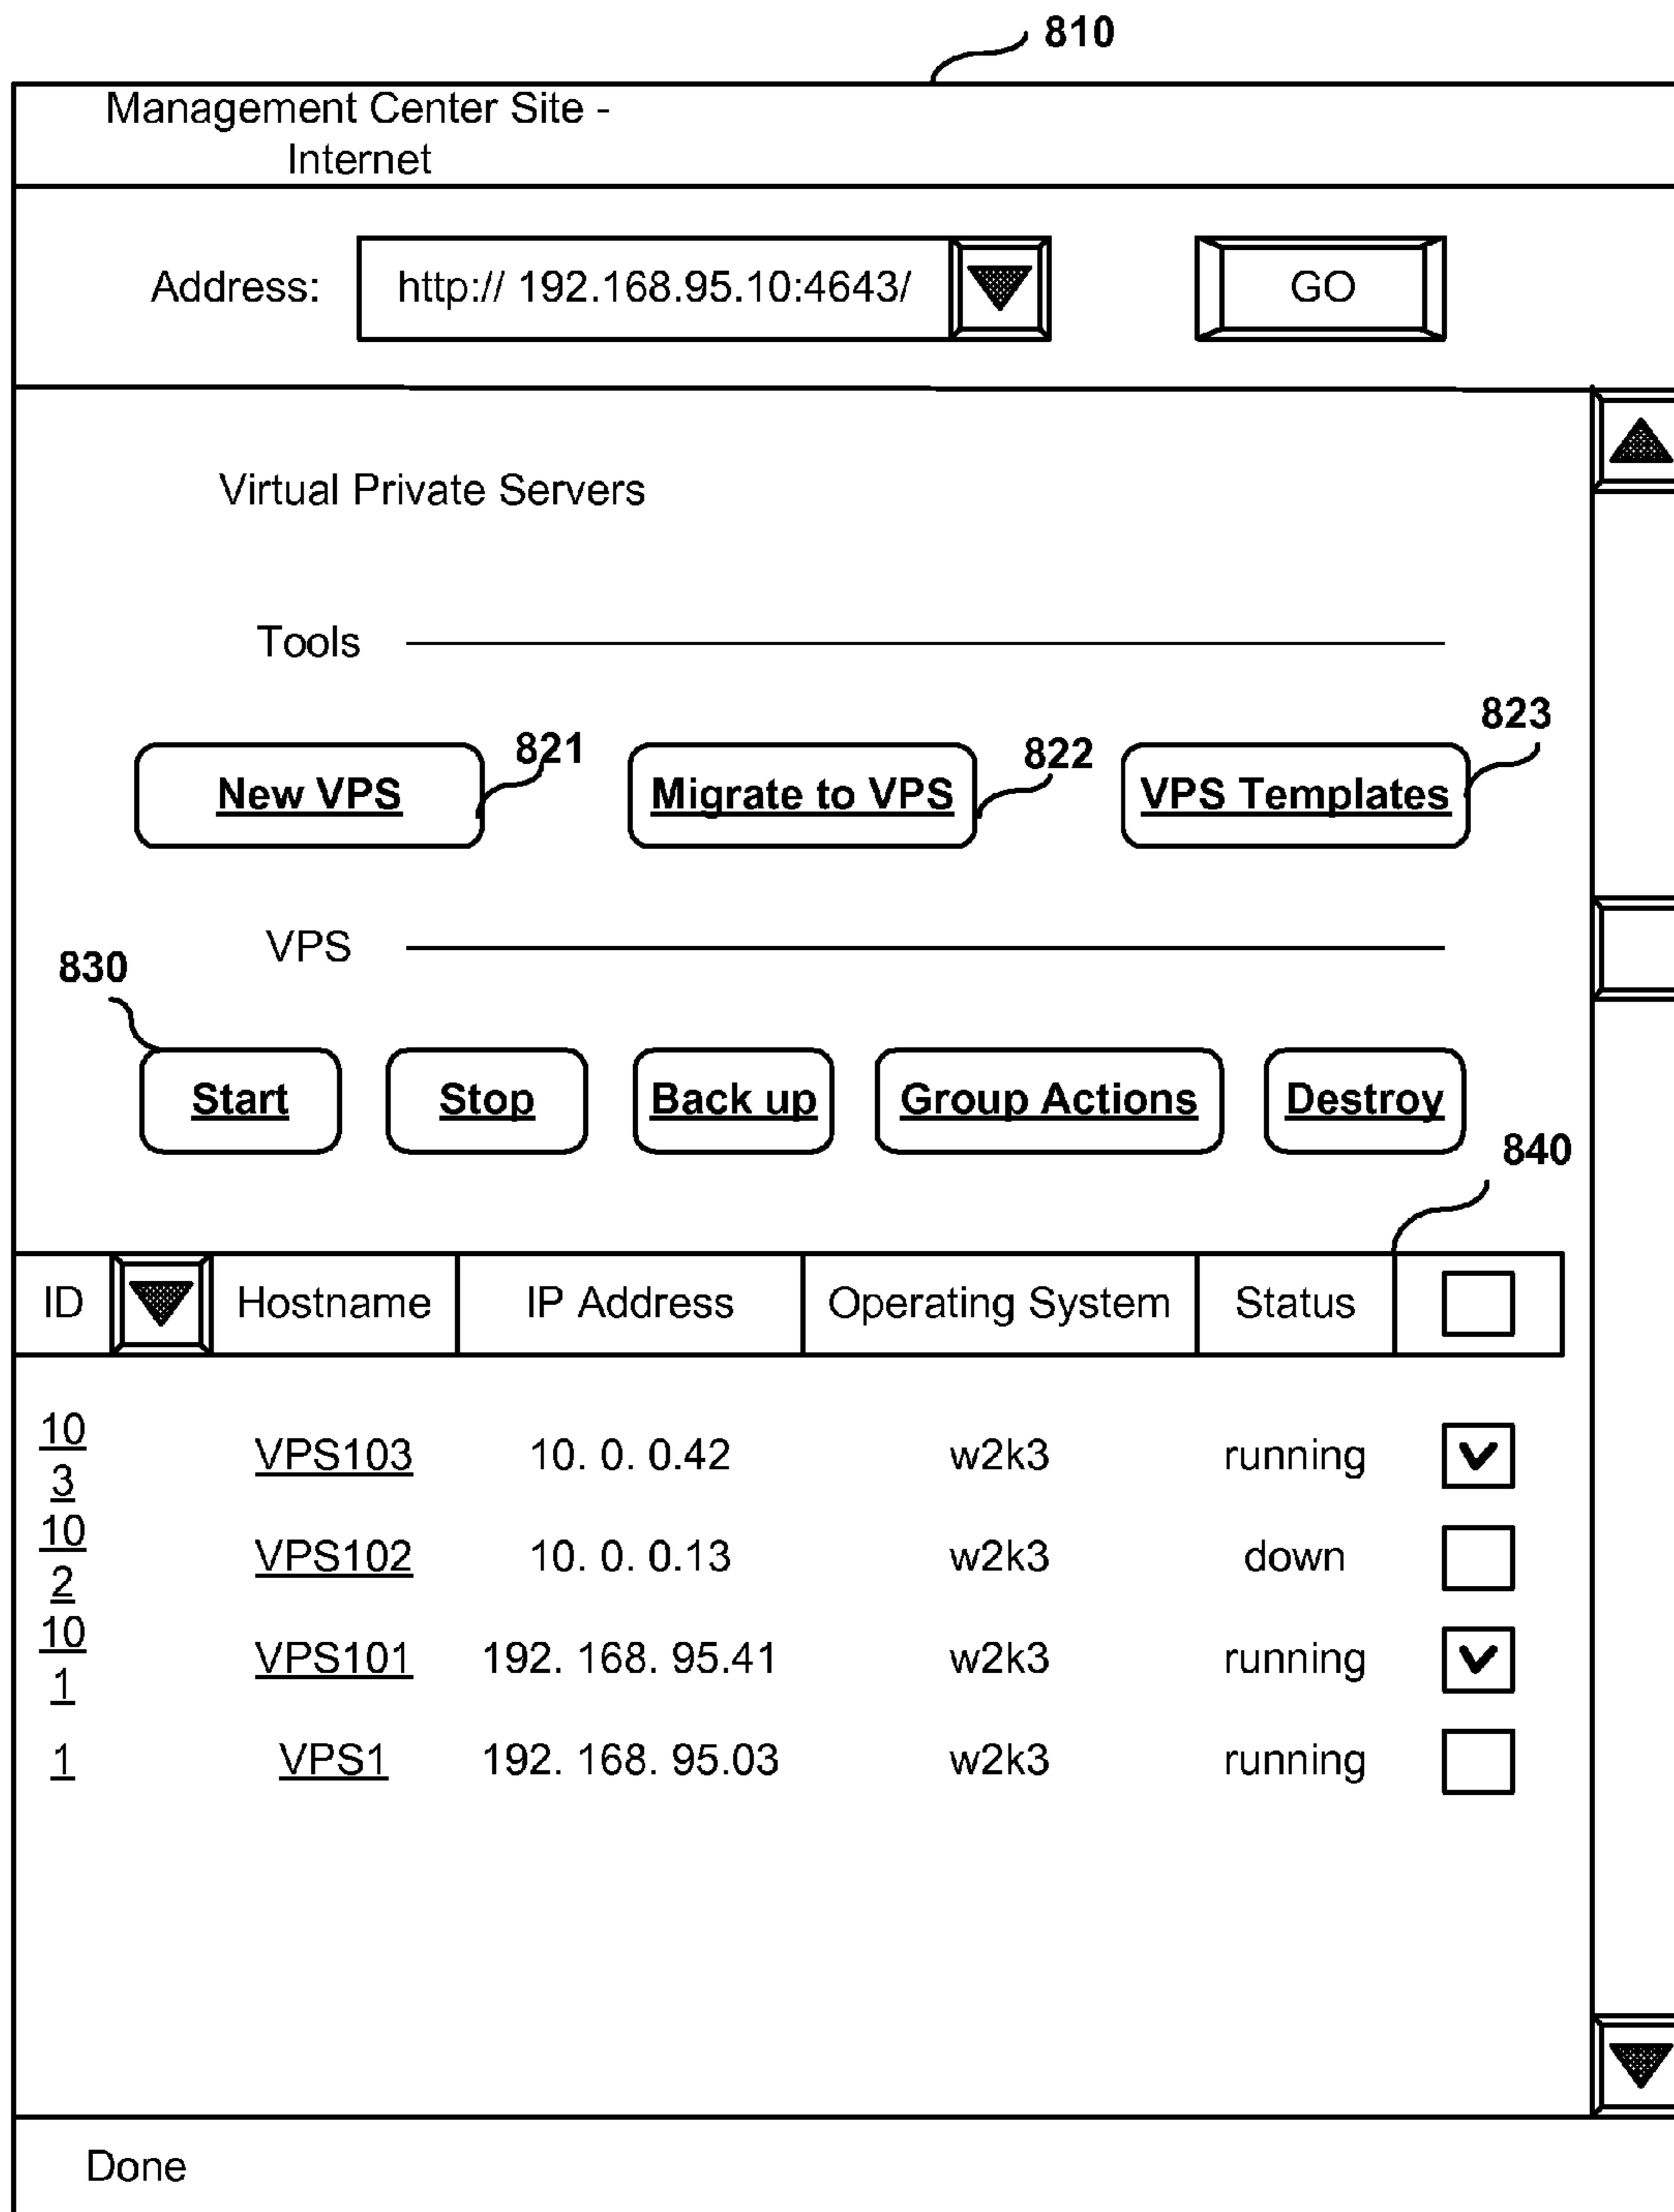 810
Management Center Site -
Internet
Address: http:// 192.168.95.10:4643/ GO
Virtual Private Servers
Tools
821 822 823
New VPS Migrate to VPS VPS Templates
VPS
830
Start Stop Back up Group Actions Destroy
840
ID Hostname IP Address Operating System Status
10
3 VPS103 10. 0. 0.42 w2k3 running
10
2 VPS102 10. 0. 0.13 w2k3 down
10
1 VPS101 192. 168. 95.41 w2k3 running
1 VPS1 192. 168. 95.03 w2k3 running
Done